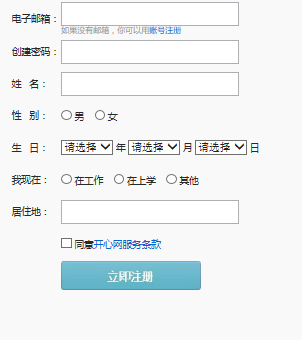 电子邮箱：
如果没有邮箱，你可以用账号注册
创建密码：
姓 名：
性 别： 男 女
生 日： 请选择 年 请选择 月 请选择 日
我现在： 在工作 在上学 其他
居住地：
同意开心网服务条款
立即注册